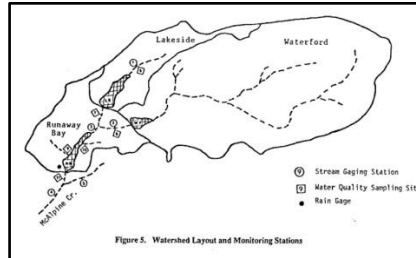 Lakeside
Waterford
Runaway
Bay
McAlpine Cr.
Stream Gaging Station
Water Quality Sampling Sit
Rain Gage
Figure 5. Watershed Layout and Monitoring Stations